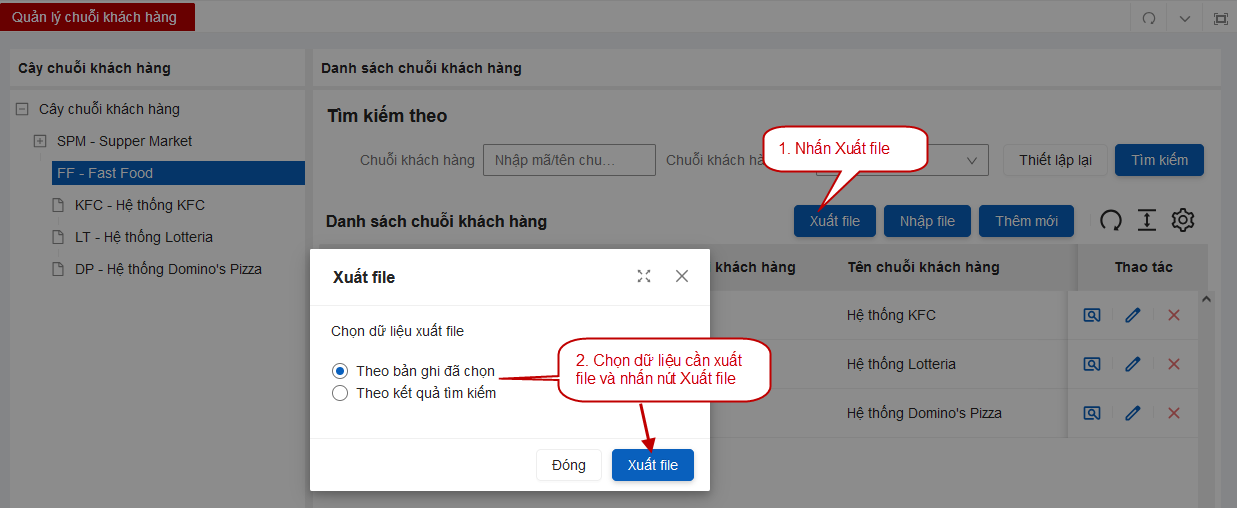 Quản lý chuỗi khách hàng
Cây chuỗi khách hàng
Danh sách chuỗi khách hàng
Cây chuỗi khách hàng
SPM - Supper Market
FF - Fast Food
KFC - Hệ thống KFC
LT - Hệ thống Lotteria
DP - Hệ thống Domino's Pizza
Tìm kiếm theo
1. Nhấn Xuất file
Chuỗi khách hàng
Nhập mã/tên chu...
Chuỗi khách
Thiết lập lại
Tìm kiếm
Danh sách chuỗi khách hàng
Xuất file
Nhập file
Thêm mới
khách hàng
Tên chuỗi khách hàng
Thao tác
Hệ thống KFC
Hệ thống Lotteria
Hệ thống Domino's Pizza
Xuất file
Chọn dữ liệu xuất file
Theo bản ghi đã chọn
Theo kết quả tìm kiếm
2. Chọn dữ liệu cần xuất
file và nhấn nút Xuất file
Đóng
Xuất file